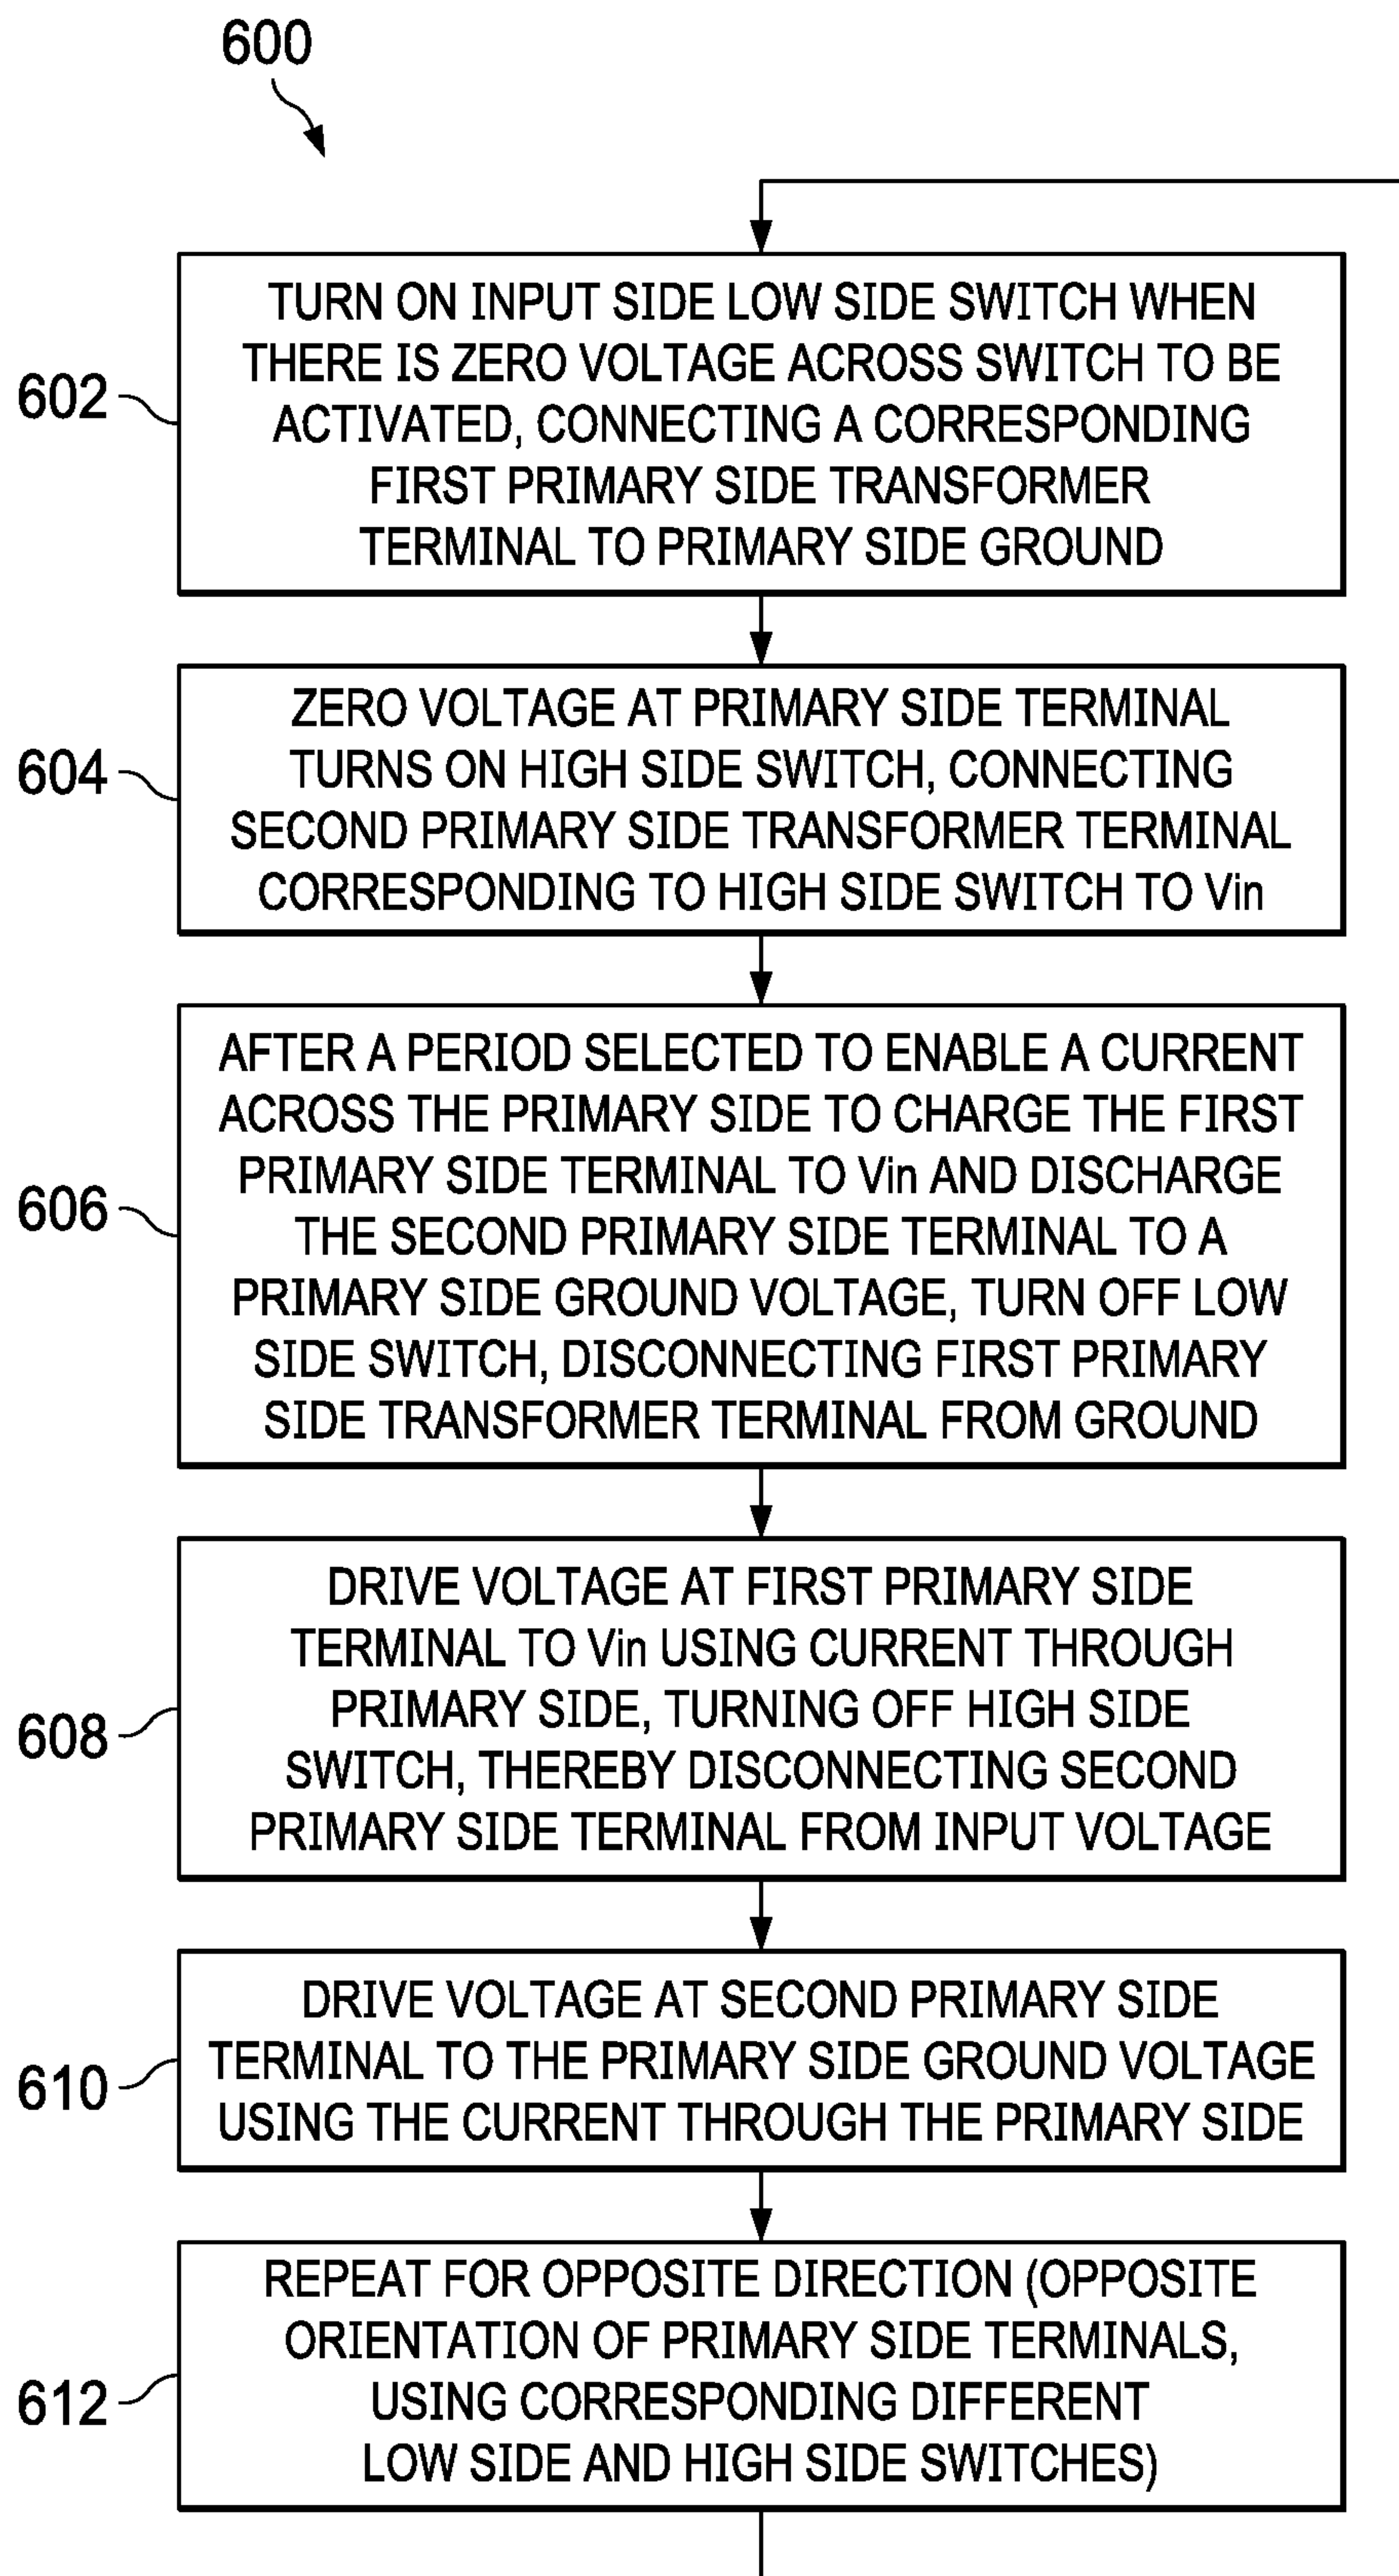 600
602
TURN ON INPUT SIDE LOW SIDE SWITCH WHEN
THERE IS ZERO VOLTAGE ACROSS SWITCH TO BE
ACTIVATED, CONNECTING A CORRESPONDING
FIRST PRIMARY SIDE TRANSFORMER
TERMINAL TO PRIMARY SIDE GROUND
604
ZERO VOLTAGE AT PRIMARY SIDE TERMINAL
TURNS ON HIGH SIDE SWITCH, CONNECTING
SECOND PRIMARY SIDE TRANSFORMER TERMINAL
CORRESPONDING TO HIGH SIDE SWITCH TO Vin
606
AFTER A PERIOD SELECTED TO ENABLE A CURRENT
ACROSS THE PRIMARY SIDE TO CHARGE THE FIRST
PRIMARY SIDE TERMINAL TO Vin AND DISCHARGE
THE SECOND PRIMARY SIDE TERMINAL TO A
PRIMARY SIDE GROUND VOLTAGE, TURN OFF LOW
SIDE SWITCH, DISCONNECTING FIRST PRIMARY
SIDE TRANSFORMER TERMINAL FROM GROUND
608
DRIVE VOLTAGE AT FIRST PRIMARY SIDE
TERMINAL TO Vin USING CURRENT THROUGH
PRIMARY SIDE, TURNING OFF HIGH SIDE
SWITCH, THEREBY DISCONNECTING SECOND
PRIMARY SIDE TERMINAL FROM INPUT VOLTAGE
610
DRIVE VOLTAGE AT SECOND PRIMARY SIDE
TERMINAL TO THE PRIMARY SIDE GROUND VOLTAGE
USING THE CURRENT THROUGH THE PRIMARY SIDE
612
REPEAT FOR OPPOSITE DIRECTION (OPPOSITE
ORIENTATION OF PRIMARY SIDE TERMINALS,
USING CORRESPONDING DIFFERENT
LOW SIDE AND HIGH SIDE SWITCHES)